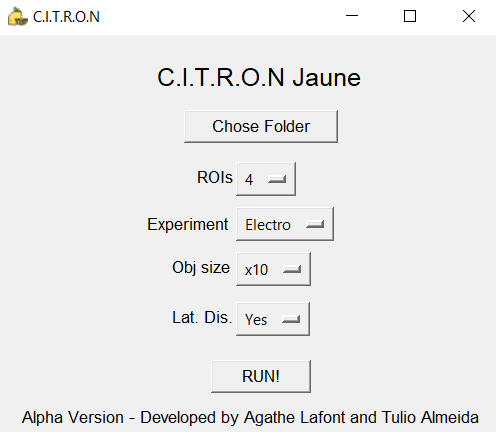 C.I.T.R.O.N
C.I.T.R.O.N Jaune
Chose Folder
ROIs 4
Experiment Electro
Obj size x10
Lat. Dis. Yes
RUN!
Alpha Version - Developed by Agathe Lafont and Tulio Almeida